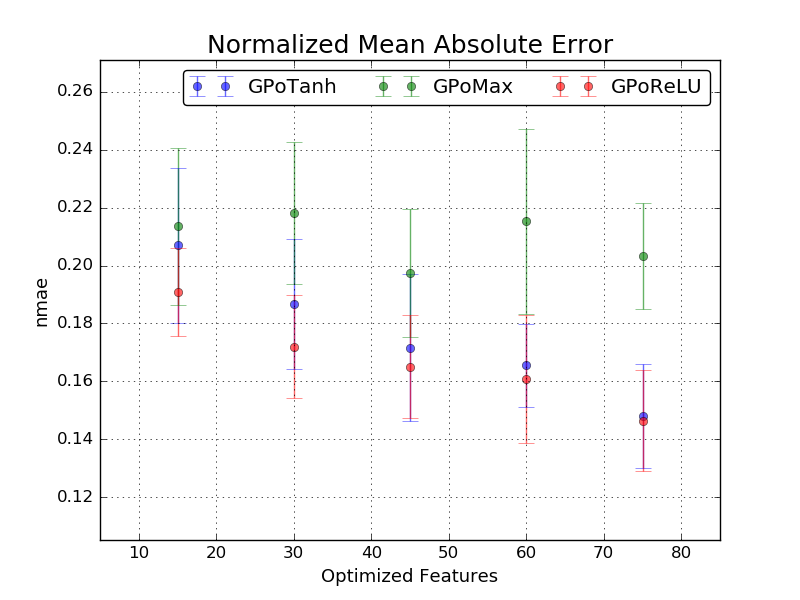 Normalized Mean Absolute Error
GPoTanh GPoMax GPoReLU
0.26
0.24
0.22
0.20
0.18
0.16
0.14
0.12
nmae
10 20 30 40 50 60 70 80
Optimized Features